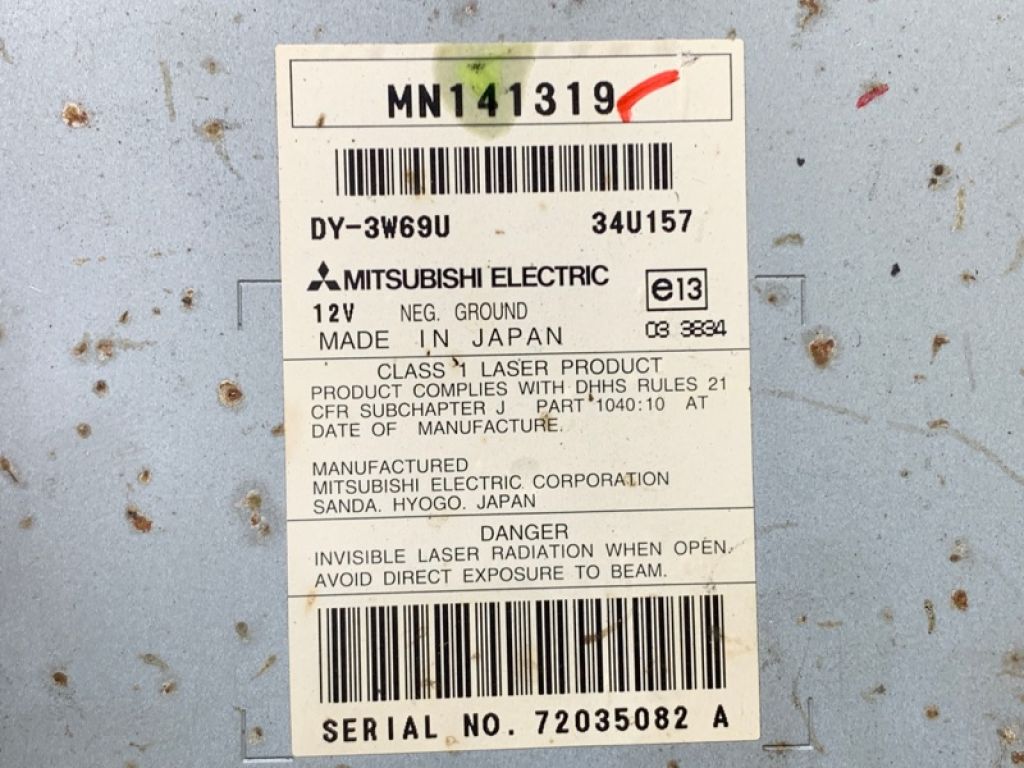 MN141319
DY-3W69U 34U157
MITSUBISHI ELECTRIC
e13
12V NEG. GROUND
MADE IN JAPAN 03 3834
CLASS 1 LASER PRODUCT
PRODUCT COMPLIES WITH DHHS RULES 21
CFR SUBCHAPTER J PART 1040:10 AT
DATE OF MANUFACTURE.
MANUFACTURED
MITSUBISHI ELECTRIC CORPORATION
SANDA. HYOGO. JAPAN
DANGER
INVISIBLE LASER RADIATION WHEN OPEN.
AVOID DIRECT EXPOSURE TO BEAM.
SERIAL NO. 72035082 A